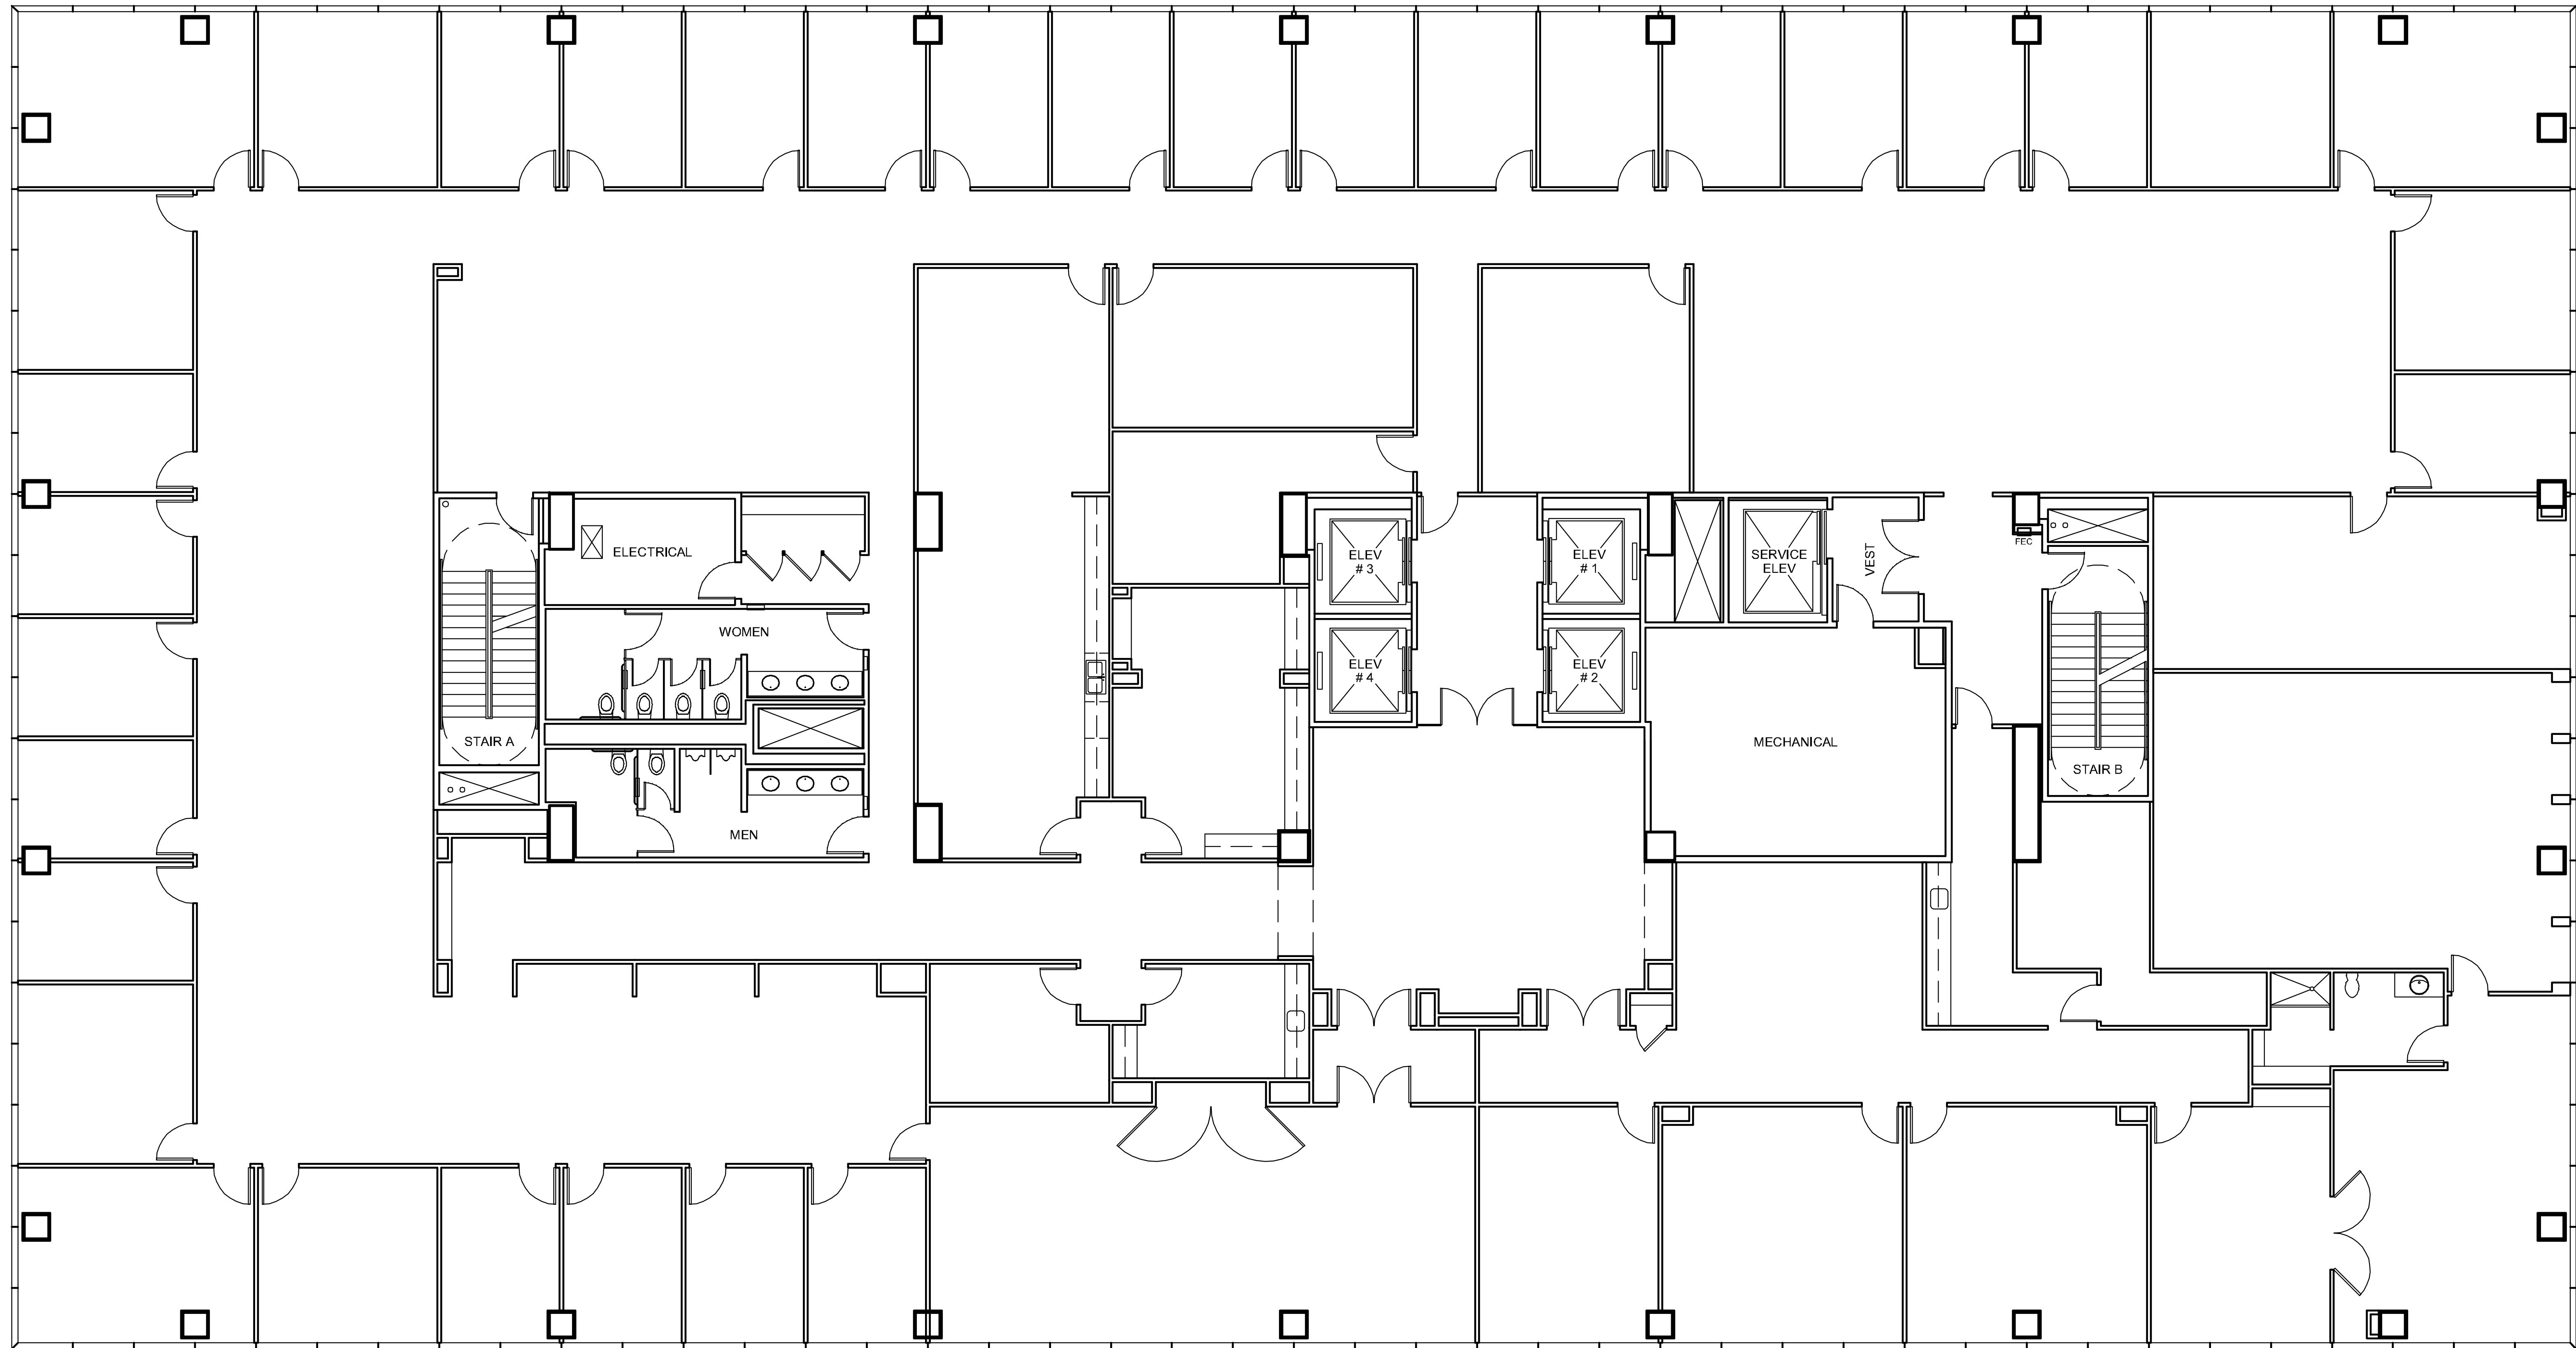 ELECTRICAL
WOMEN
STAIR A
MEN
ELEV
# 3
ELEV
# 1
ELEV
# 4
ELEV
# 2
SERVICE
ELEV
VEST
FEC
MECHANICAL
STAIR B